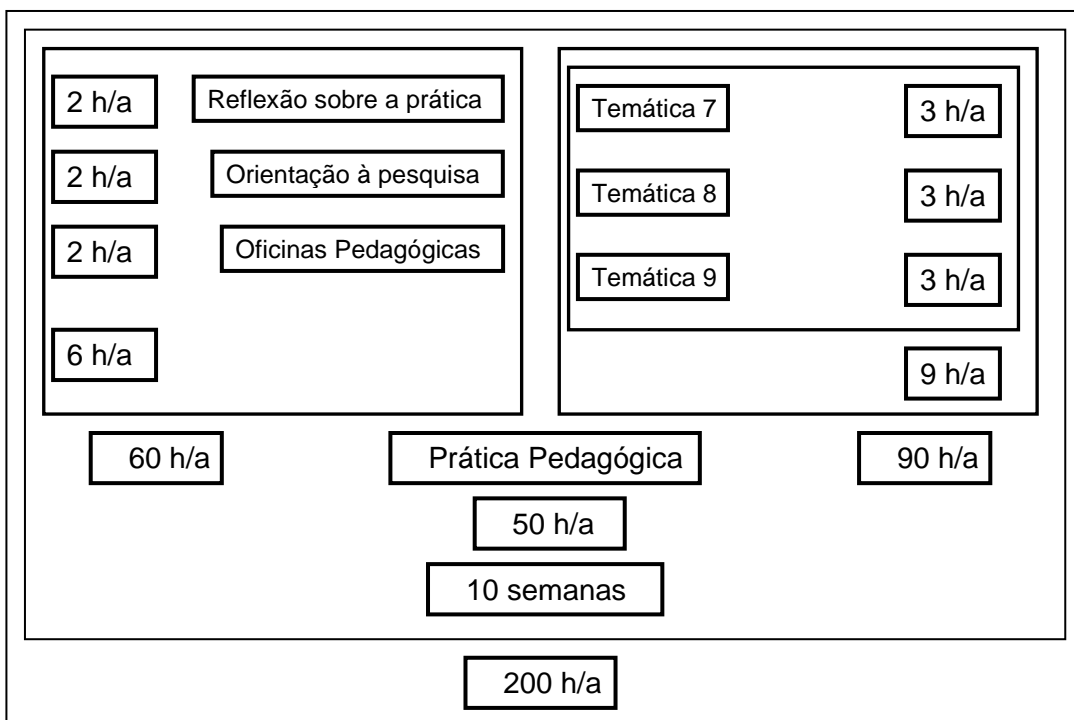 2 h/a
Reflexão sobre a prática
2 h/a
Orientação à pesquisa
2 h/a
Oficinas Pedagógicas
6 h/a
Temática 7
3 h/a
Temática 8
3 h/a
Temática 9
3 h/a
9 h/a
60 h/a
Prática Pedagógica
90 h/a
50 h/a
10 semanas
200 h/a